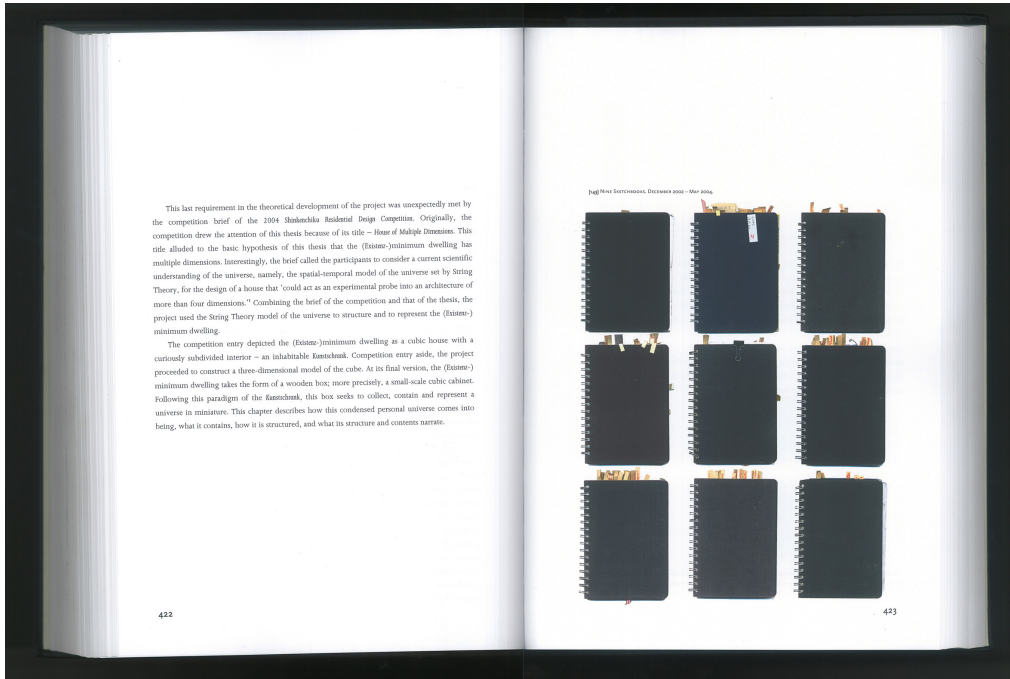 This last requirement in the theoretical development of the project was unexpectedly met by
the competition brief of the 2004 Shinkenchiku Residential Design Competition. Originally, the
competition drew the attention of this thesis because of its title – House of Multiple Dimensions. This
title alluded to the basic hypothesis of this thesis that the (Existenz-)minimum dwelling has
multiple dimensions. Interestingly, the brief called the participants to consider a current scientific
understanding of the universe, namely, the spatial-temporal model of the universe set by String
Theory, for the design of a house that 'could act as an experimental probe into an architecture of
more than four dimensions.'' Combining the brief of the competition and that of the thesis, the
project used the String Theory model of the universe to structure and to represent the (Existenz-)
minimum dwelling.
The competition entry depicted the (Existenz-)minimum dwelling as a cubic house with a
curiously subdivided interior – an inhabitable Kunstschrank. Competition entry aside, the project
proceeded to construct a three-dimensional model of the cube. At its final version, the (Existenz-)
minimum dwelling takes the form of a wooden box; more precisely, a small-scale cubic cabinet.
Following this paradigm of the Kunstschrank, this box seeks to collect, contain and represent a
universe in miniature. This chapter describes how this condensed personal universe comes into
being, what it contains, how it is structured, and what its structure and contents narrate.
422
Nine Sketchbooks, December 2002 – May 2004
423